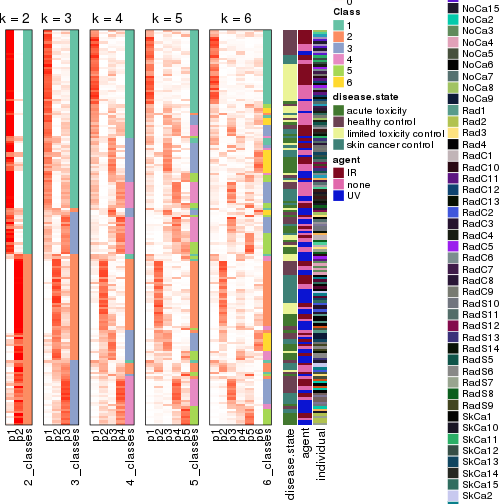 k = 2
k = 3
k = 4
k = 5
k = 6
p1
p2
2_classes
p1
p2
p3
3_classes
p1
p2
p3
p4
4_classes
p1
p2
p3
p4
p5
5_classes
p1
p2
p3
p4
p5
p6
6_classes
disease.state
agent
individual
0
Class
1
2
3
4
5
6
disease.state
acute toxicity
healthy control
limited toxicity control
skin cancer control
agent
IR
none
UV
NoCa15
NoCa2
NoCa3
NoCa4
NoCa5
NoCa6
NoCa7
NoCa8
NoCa9
Rad1
Rad2
Rad3
Rad4
RadC1
RadC10
RadC11
RadC12
RadC13
RadC2
RadC3
RadC4
RadC5
RadC6
RadC7
RadC8
RadC9
RadS10
RadS11
RadS12
RadS13
RadS14
RadS5
RadS6
RadS7
RadS8
RadS9
SkCa1
SkCa10
SkCa11
SkCa12
SkCa13
SkCa14
SkCa15
SkCa2